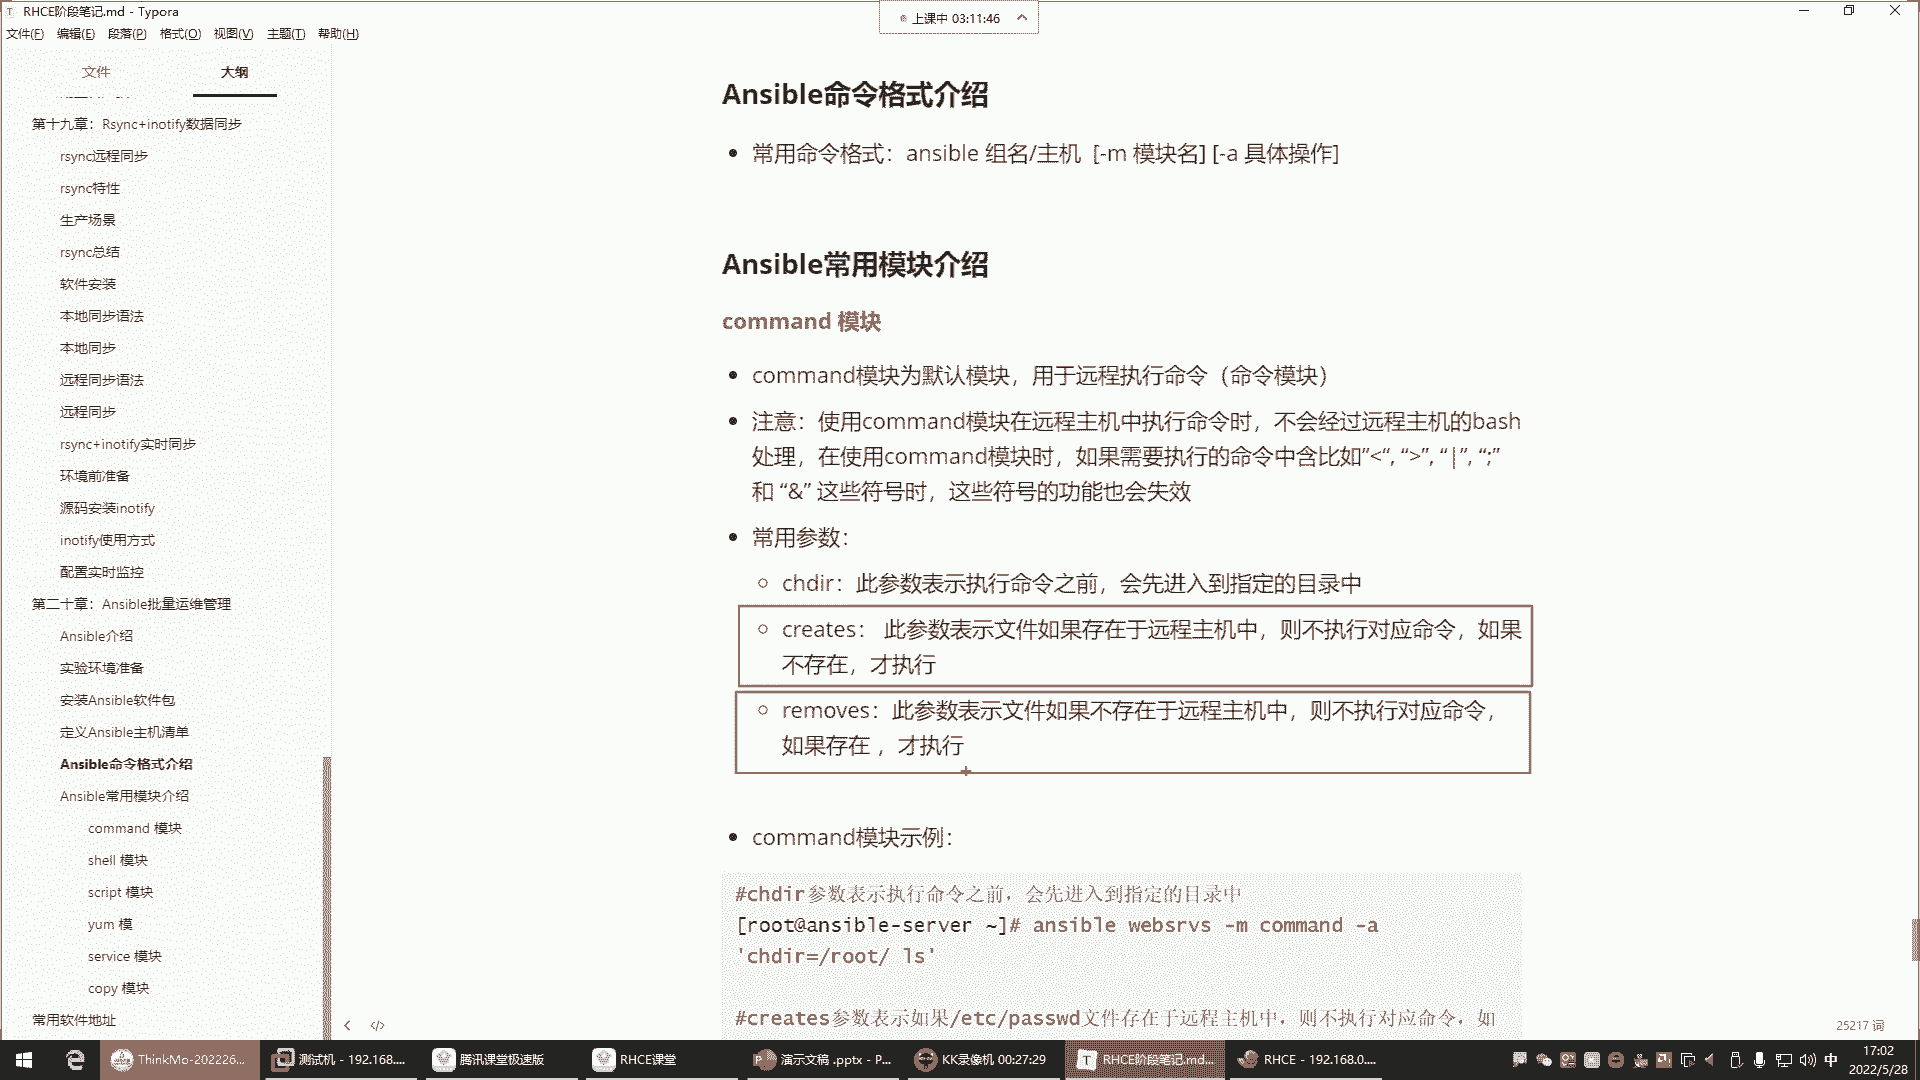 RHCE阶段笔记.md - Typora
上课中 03:11:46
文件(F) 编辑(E) 段落(P) 格式(O) 视图(V) 主题(T) 帮助(H)
文件 大纲
第十九章：Rsync+inotify数据同步
rsync远程同步
rsync特性
生产场景
rsync总结
软件安装
本地同步语法
本地同步
远程同步语法
远程同步
rsync+inotify实时同步
环境前准备
源码安装inotify
inotify使用方式
配置实时监控
第二十章：Ansible批量运维管理
Ansible介绍
实验环境准备
安装Ansible软件包
定义Ansible主机清单
Ansible命令格式介绍
Ansible常用模块介绍
command 模块
shell 模块
script 模块
yum 模
service 模块
copy 模块
常用软件地址
Ansible命令格式介绍
常用命令格式：ansible 组名/主机 [-m 模块名] [-a 具体操作]
Ansible常用模块介绍
command 模块
command模块为默认模块，用于远程执行命令（命令模块）
注意：使用command模块在远程主机中执行命令时，不会经过远程主机的bash
处理，在使用command模块时，如果需要执行的命令中含比如”<“, “>”, “|”, “;”
和 “&” 这些符号时，这些符号的功能也会失效
常用参数：
chdir：此参数表示执行命令之前，会先进入到指定的目录中
creates： 此参数表示文件如果存在于远程主机中，则不执行对应命令，如果
不存在，才执行
removes：此参数表示文件如果不存在于远程主机中，则不执行对应命令，
如果存在 ，才执行
command模块示例：
#chdir参数表示执行命令之前，会先进入到指定的目录中
[root@ansible-server ~]# ansible websrvs -m command -a
'chdir=/root/ ls'
#creates参数表示如果/etc/passwd文件存在于远程主机中，则不执行对应命令，如
25217 词
ThinkMo-202226... 测试机 - 192.168.... 腾讯课堂极速版 RHCE课堂 演示文稿 .pptx - P... KK录像机 00:27:29 RHCE阶段笔记.md... RHCE - 192.168.0.... 中
17:02
2022/5/28